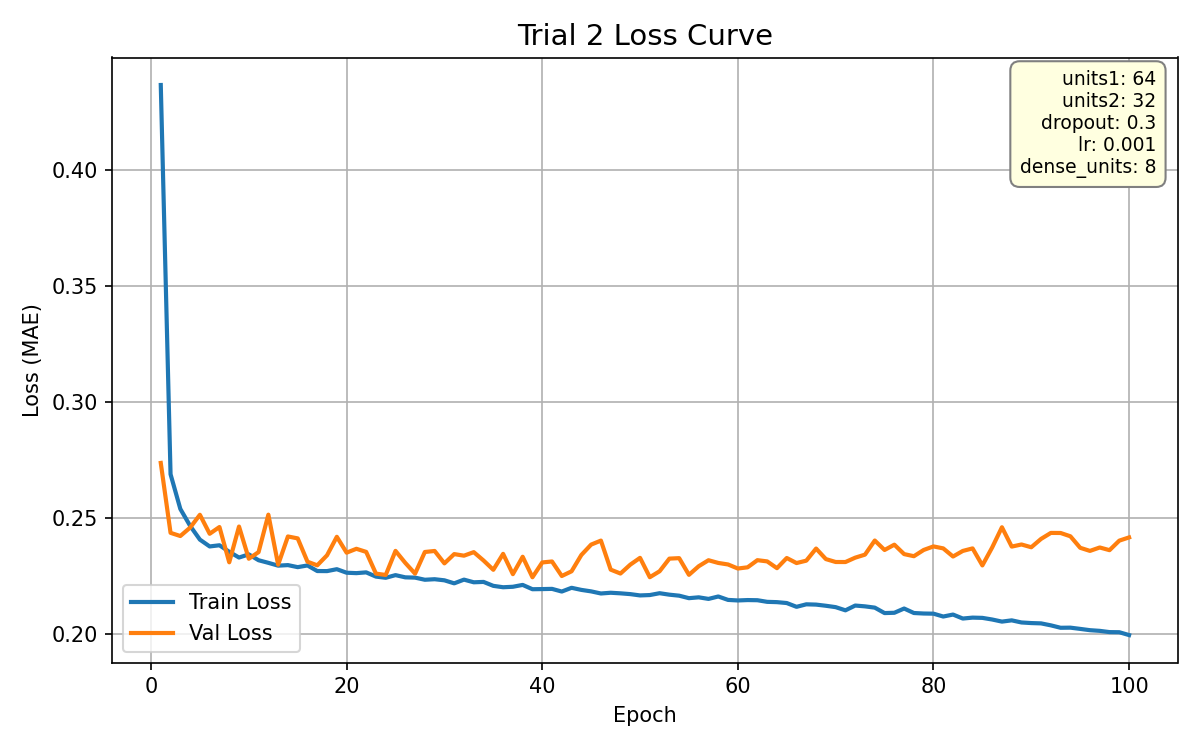 Trial 2 Loss Curve
units1: 64
units2: 32
dropout: 0.3
lr: 0.001
dense_units: 8
Loss (MAE)
0.40
0.35
0.30
0.25
0.20
Train Loss
Val Loss
0 20 40 60 80 100
Epoch